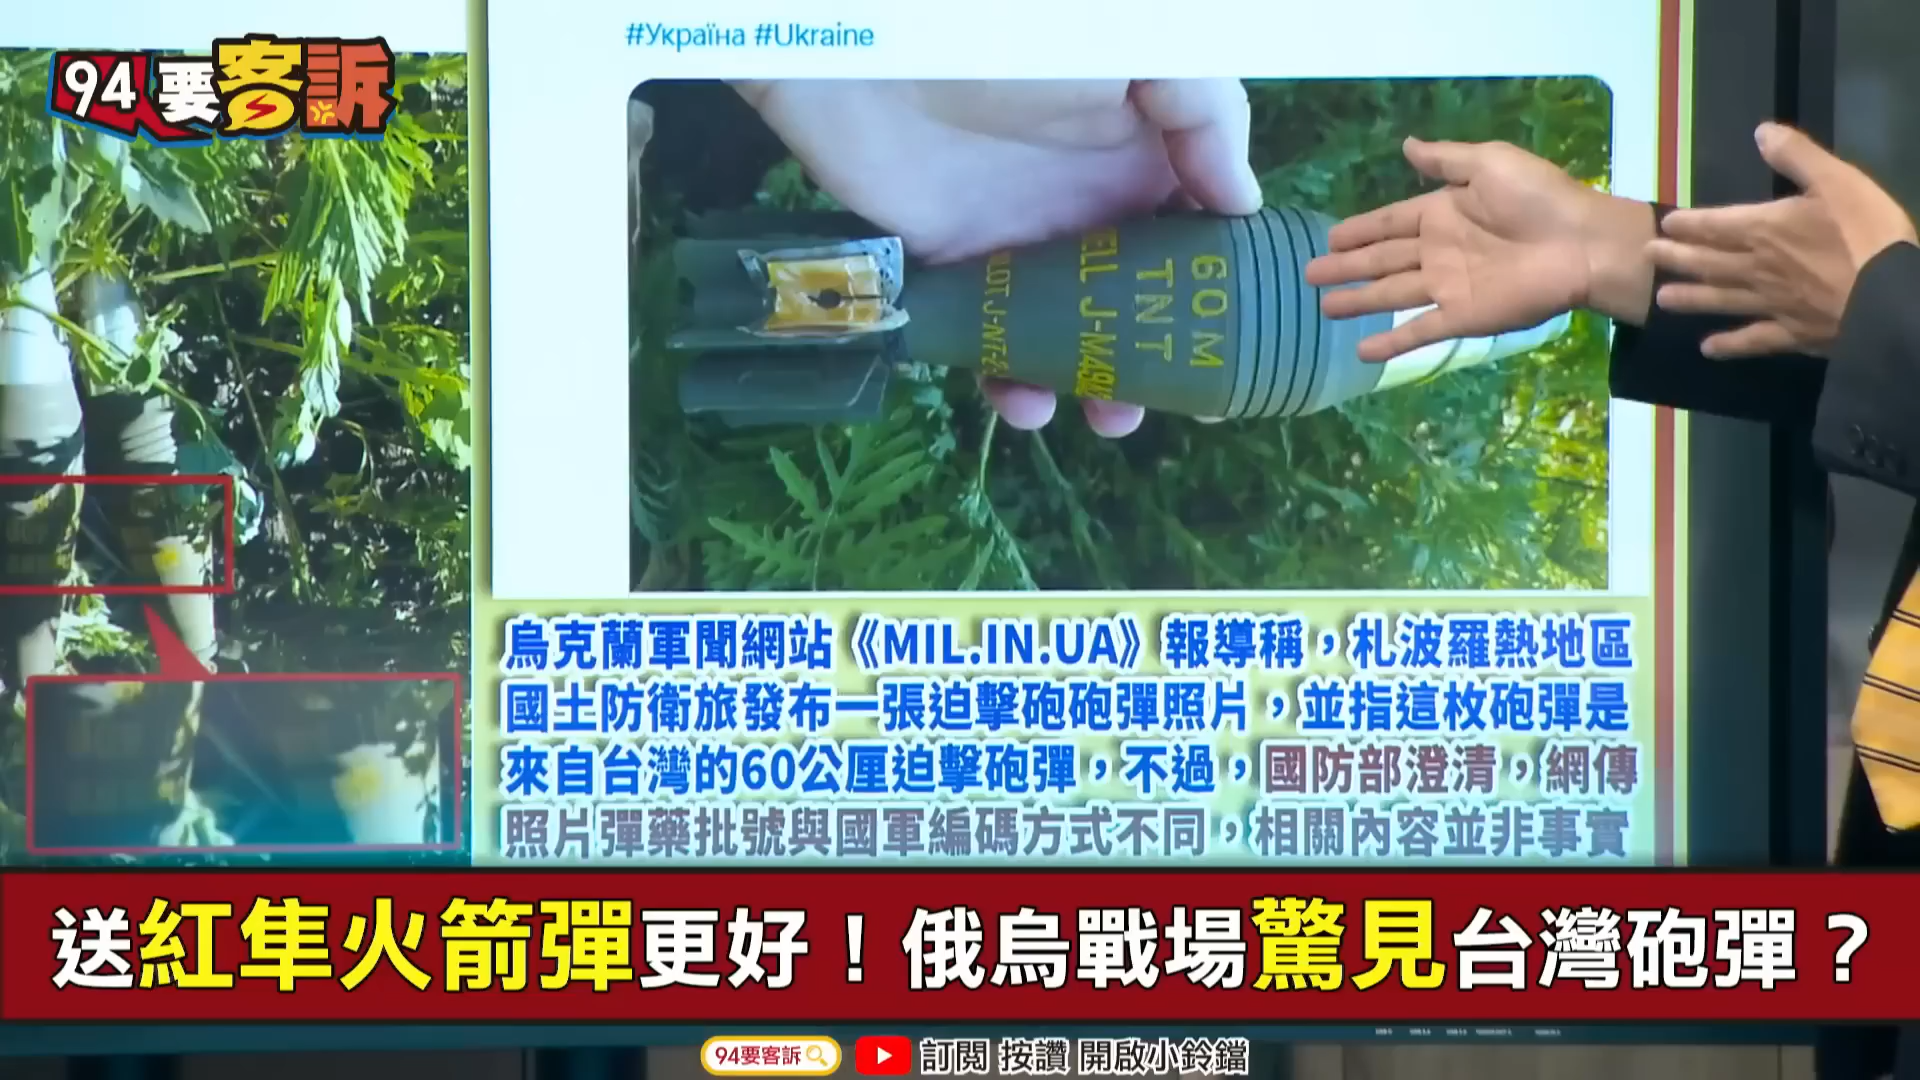 94要客訴
#Україна #Ukraine
60M
TNT
烏克蘭軍聞網站《MIL.IN.UA》報導稱，札波羅熱地區
國土防衛旅發布一張迫擊砲砲彈照片，並指這枚砲彈是
來自台灣的60公厘迫擊砲彈，不過，國防部澄清，網傳
照片彈藥批號與國軍編碼方式不同，相關內容並非事實
送紅隼火箭彈更好！俄烏戰場驚見台灣砲彈？
94要客訴
訂閱 按讚 開啟小鈴鐺